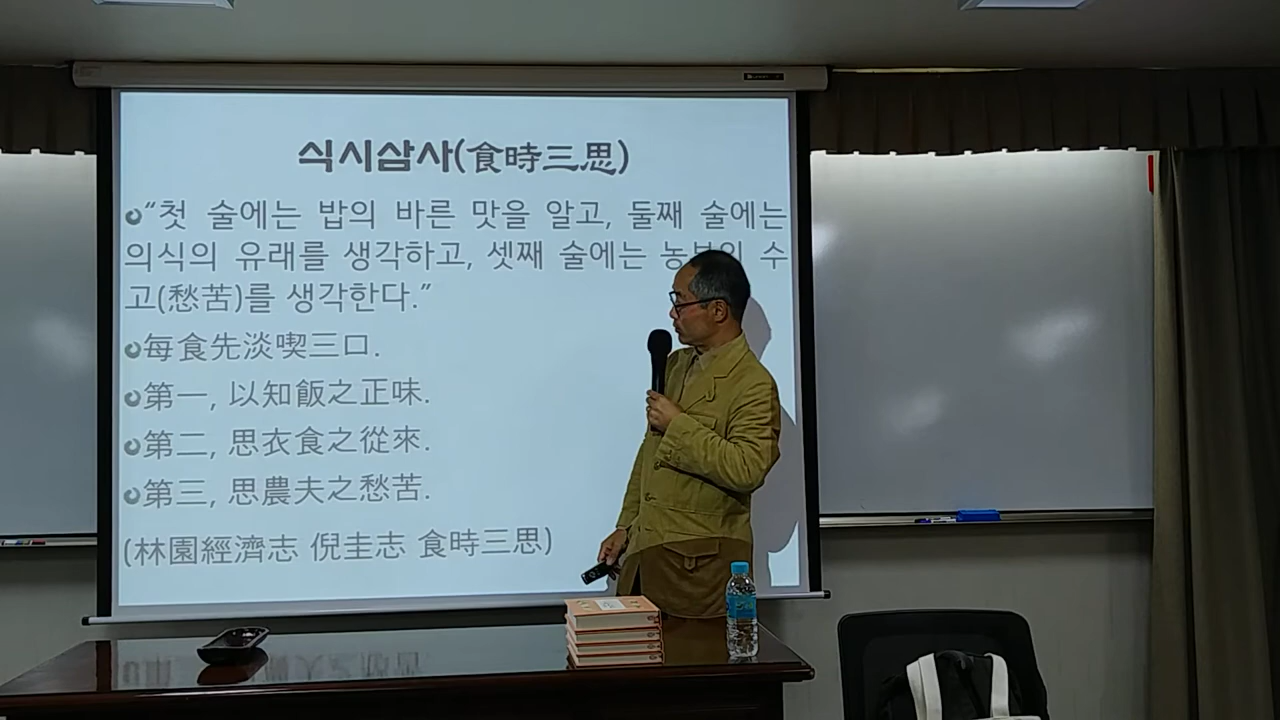 식시삼사(食時三思)
“첫 술에는 밥의 바른 맛을 알고, 둘째 술에는
의식의 유래를 생각하고, 셋째 술에는 수
고(愁苦)를 생각한다.”
每食先淡喫三口.
第一, 以知飯之正味.
第二, 思衣食之從來.
第三, 思農夫之愁苦.
(林園經濟志 倪圭志 食時三思)